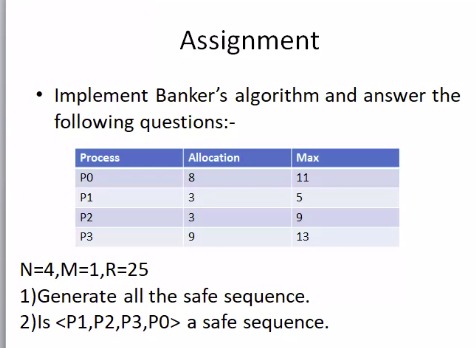 Assignment
• Implement Banker's algorithm and answer the
following questions:-
Process Allocation Max
P0 8 11
P1 3 5
P2 3 9
P3 9 13
N=4,M=1,R=25
1)Generate all the safe sequence.
2)Is <P1,P2,P3,P0> a safe sequence.